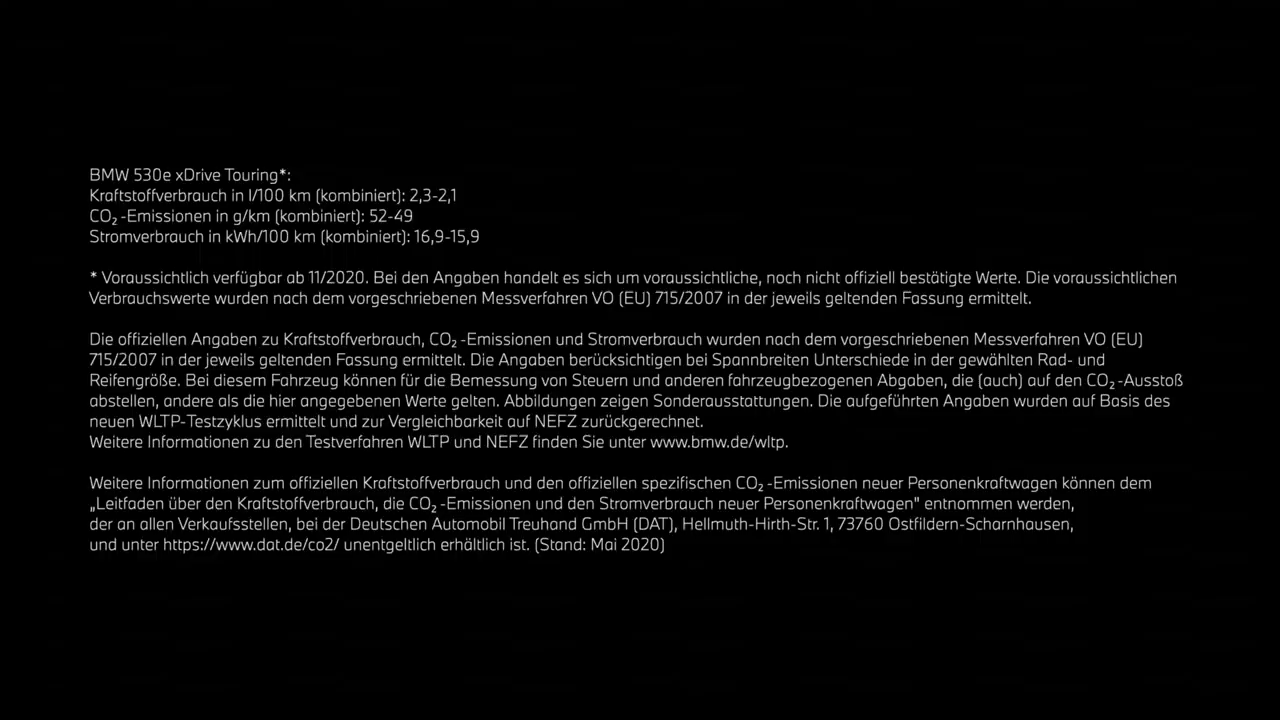 BMW 530e xDrive Touring*:
Kraftstoffverbrauch in l/100 km (kombiniert): 2,3-2,1
CO₂ -Emissionen in g/km (kombiniert): 52-49
Stromverbrauch in kWh/100 km (kombiniert): 16,9-15,9
* Voraussichtlich verfügbar ab 11/2020. Bei den Angaben handelt es sich um voraussichtliche, noch nicht offiziell bestätigte Werte. Die voraussichtlichen
Verbrauchswerte wurden nach dem vorgeschriebenen Messverfahren VO (EU) 715/2007 in der jeweils geltenden Fassung ermittelt.
Die offiziellen Angaben zu Kraftstoffverbrauch, CO₂ -Emissionen und Stromverbrauch wurden nach dem vorgeschriebenen Messverfahren VO (EU)
715/2007 in der jeweils geltenden Fassung ermittelt. Die Angaben berücksichtigen bei Spannbreiten Unterschiede in der gewählten Rad- und
Reifengröße. Bei diesem Fahrzeug können für die Bemessung von Steuern und anderen fahrzeugbezogenen Abgaben, die (auch) auf den CO₂ -Ausstoß
abstellen, andere als die hier angegebenen Werte gelten. Abbildungen zeigen Sonderausstattungen. Die aufgeführten Angaben wurden auf Basis des
neuen WLTP-Testzyklus ermittelt und zur Vergleichbarkeit auf NEFZ zurückgerechnet.
Weitere Informationen zu den Testverfahren WLTP und NEFZ finden Sie unter www.bmw.de/wltp.
Weitere Informationen zum offiziellen Kraftstoffverbrauch und den offiziellen spezifischen CO₂ -Emissionen neuer Personenkraftwagen können dem
„Leitfaden über den Kraftstoffverbrauch, die CO₂ -Emissionen und den Stromverbrauch neuer Personenkraftwagen" entnommen werden,
der an allen Verkaufsstellen, bei der Deutschen Automobil Treuhand GmbH (DAT), Hellmuth-Hirth-Str. 1, 73760 Ostfildern-Scharnhausen,
und unter https://www.dat.de/co2/ unentgeltlich erhältlich ist. (Stand: Mai 2020)